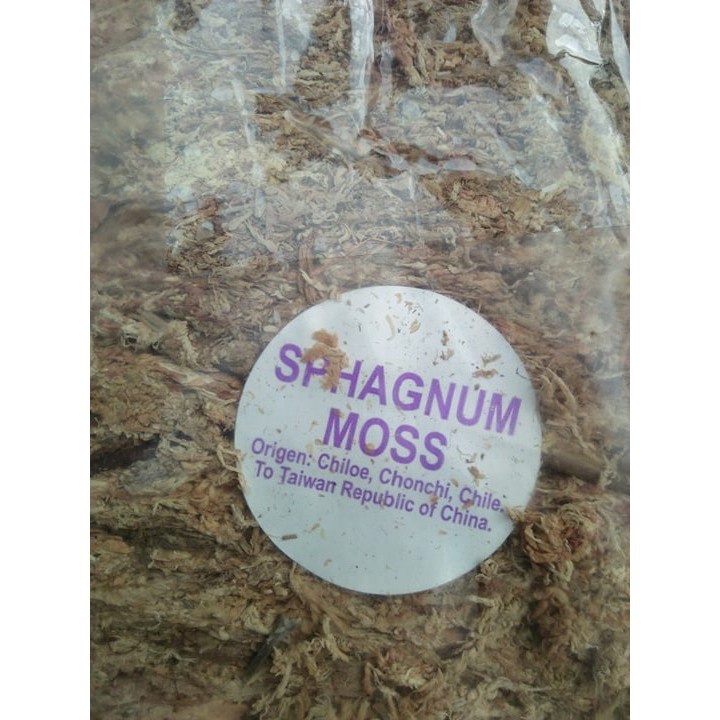 SPHAGNUM
MOSS
Origen: Chiloe, Chonchi, Chile.
To Taiwan Republic of China.